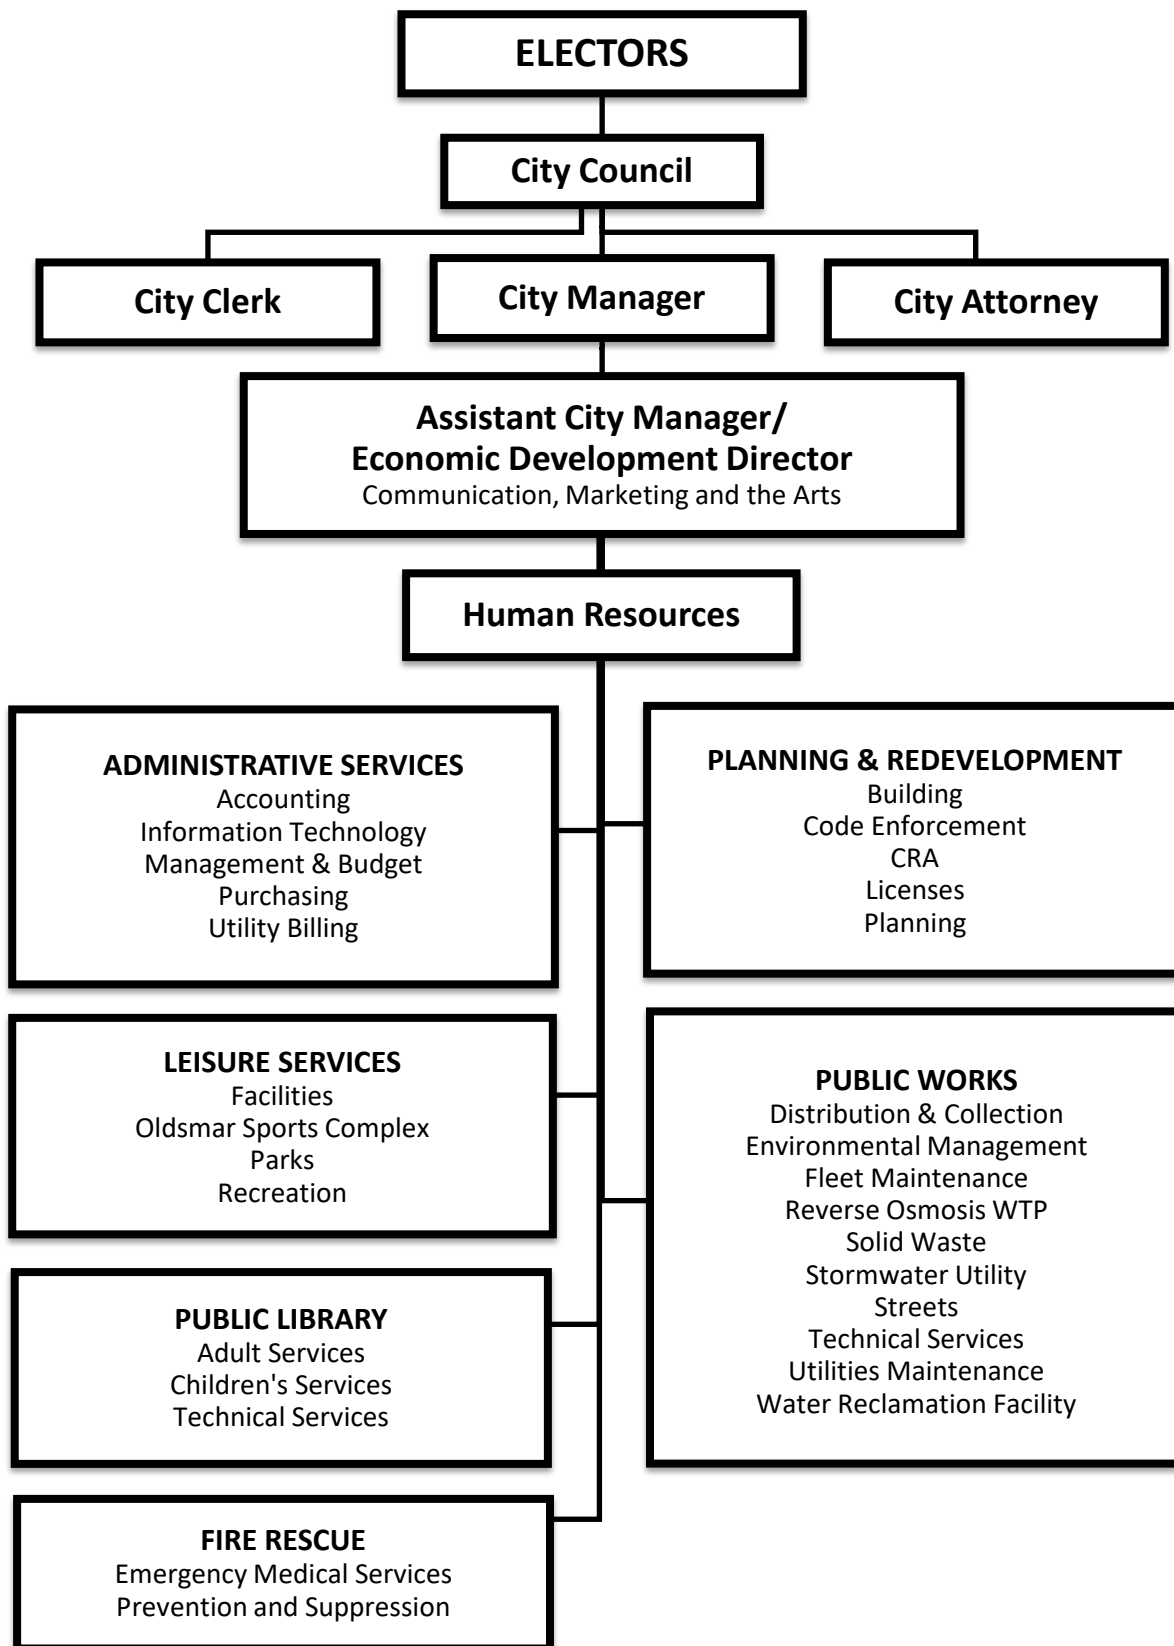 ELECTORS
City Council
City Clerk
City Manager
City Attorney
Assistant City Manager/
Economic Development Director
Communication, Marketing and the Arts
Human Resources
ADMINISTRATIVE SERVICES
Accounting
Information Technology
Management & Budget
Purchasing
Utility Billing
PLANNING & REDEVELOPMENT
Building
Code Enforcement
CRA
Licenses
Planning
LEISURE SERVICES
Facilities
Oldsmar Sports Complex
Parks
Recreation
PUBLIC WORKS
Distribution & Collection
Environmental Management
Fleet Maintenance
Reverse Osmosis WTP
Solid Waste
Stormwater Utility
Streets
Technical Services
Utilities Maintenance
Water Reclamation Facility
PUBLIC LIBRARY
Adult Services
Children's Services
Technical Services
FIRE RESCUE
Emergency Medical Services
Prevention and Suppression